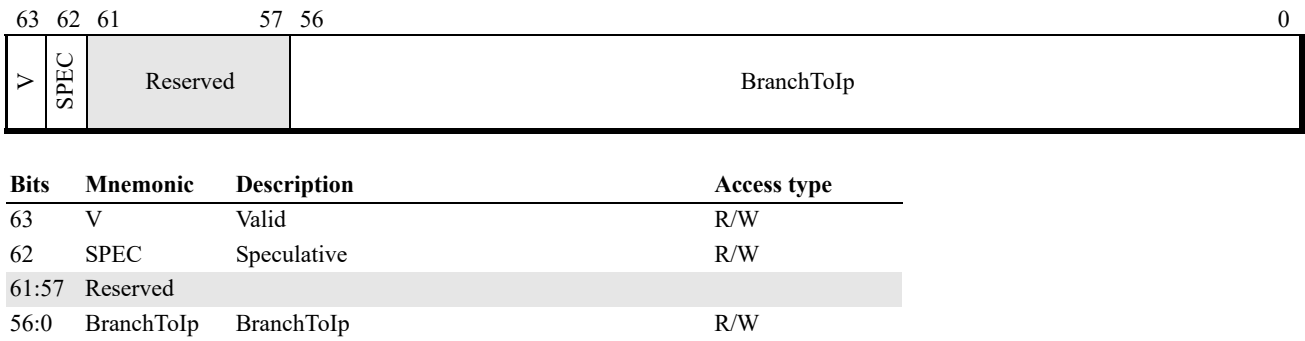 63 62 61 57 56 0
V SPEC Reserved BranchToIp
Bits Mnemonic Description Access type
63 V Valid R/W
62 SPEC Speculative R/W
61:57 Reserved
56:0 BranchToIp BranchToIp R/W